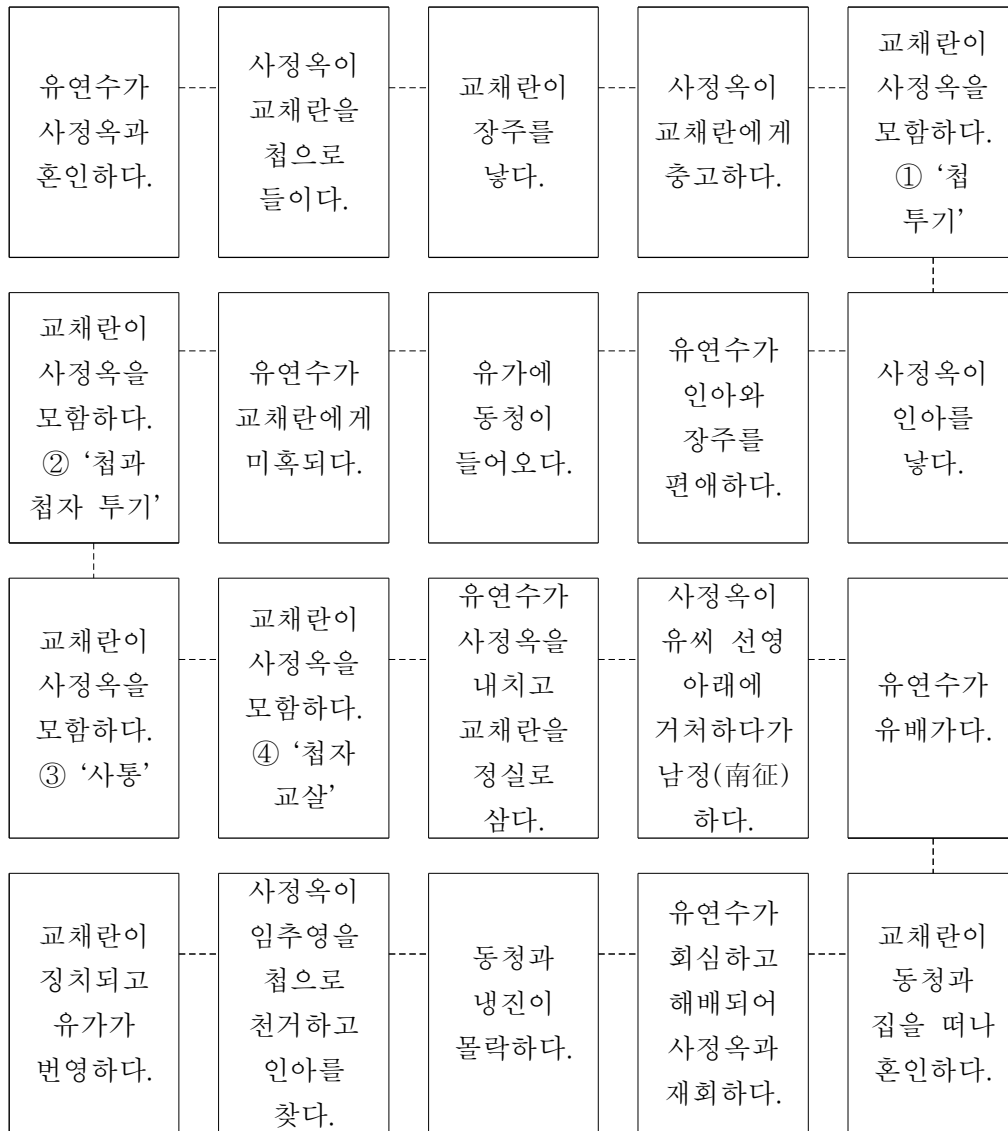 유연수가
사정옥과
혼인하다.
사정옥이
교채란을
첩으로
들이다.
교채란이
장주를
낳다.
사정옥이
교채란에게
충고하다.
교채란이
사정옥을
모함하다.
① ‘첩
투기’
교채란이
사정옥을
모함하다.
② ‘첩과
첩자 투기’
유연수가
교채란에게
미혹되다.
유가에
동청이
들어오다.
유연수가
인아와
장주를
편애하다.
사정옥이
인아를
낳다.
교채란이
사정옥을
모함하다.
③ ‘사통’
교채란이
사정옥을
모함하다.
④ ‘첩자
교살’
유연수가
사정옥을
내치고
교채란을
정실로
삼다.
사정옥이
유씨 선영
아래에
거처하다가
남정(南征)
하다.
유연수가
유배가다.
교채란이
징치되고
유가가
번영하다.
사정옥이
임추영을
첩으로
천거하고
인아를
찾다.
동청과
냉진이
몰락하다.
유연수가
회심하고
해배되어
사정옥과
재회하다.
교채란이
동청과
집을 떠나
혼인하다.